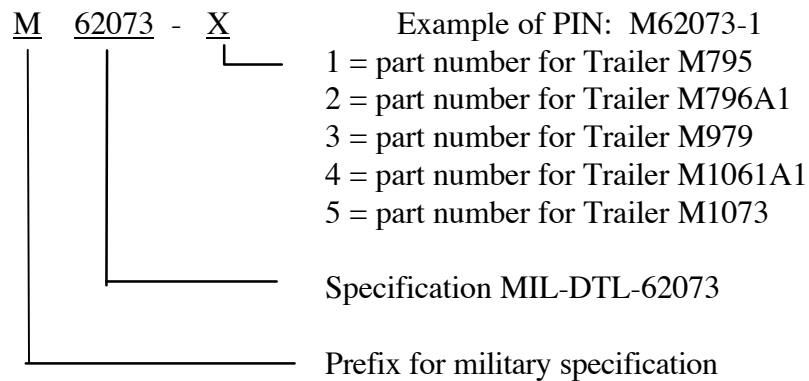 M 62073 - X Example of PIN: M62073-1
1 = part number for Trailer M795
2 = part number for Trailer M796A1
3 = part number for Trailer M979
4 = part number for Trailer M1061A1
5 = part number for Trailer M1073
Specification MIL-DTL-62073
Prefix for military specification